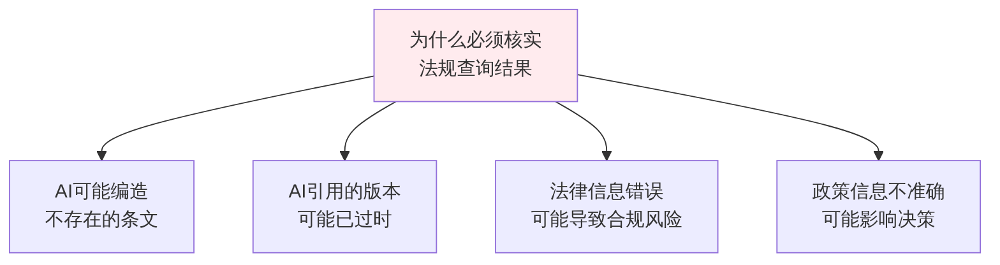 为什么必须核实
法规查询结果
AI可能编造
不存在的条文
AI引用的版本
可能已过时
法律信息错误
可能导致合规风险
政策信息不准确
可能影响决策